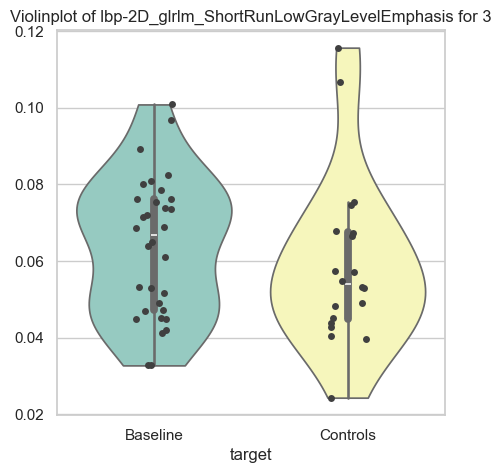 Violinplot of lbp-2D_glrlm_ShortRunLowGrayLevelEmphasis for 3
0.12
0.10
0.08
0.06
0.04
0.02
Baseline Controls
target